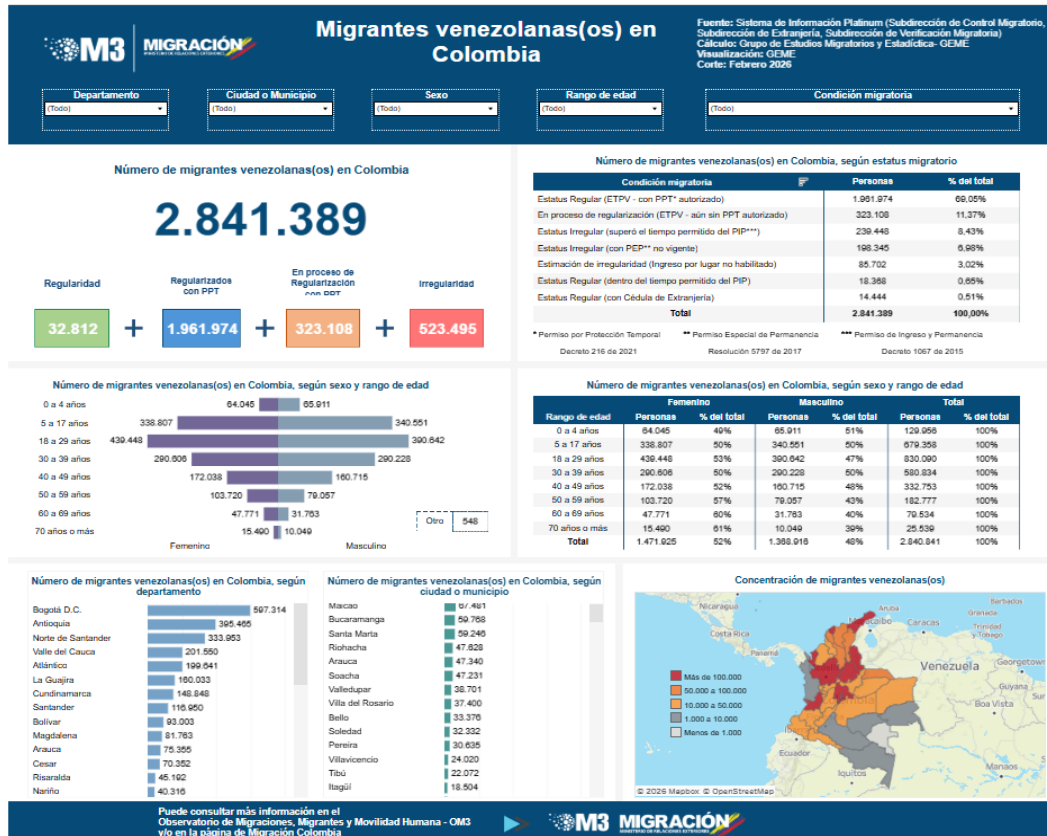 M3 MIGRACIÓN
MINISTERIO DE RELACIONES EXTERIORES
Migrantes venezolanas(os) en
Colombia
Fuente: Sistema de Información Platinum (Subdirección de Control Migratorio,
Subdirección de Extranjería, Subdirección de Verificación Migratoria)
Cálculo: Grupo de Estudios Migratorios y Estadística- GEME
Visualización: GEME
Corte: Febrero 2026
Departamento Ciudad o Municipio Sexo Rango de edad Condición migratoria
(Todo) (Todo) (Todo) (Todo) (Todo)
Número de migrantes venezolanas(os) en Colombia
2.841.389
Regularidad
Regularizados
con PPT
En proceso de
Regularización
con PPT
Irregularidad
32.812 + 1.961.974 + 323.108 + 523.495
Número de migrantes venezolanas(os) en Colombia, según estatus migratorio
Condición migratoria Personas % del total
Estatus Regular (ETPV - con PPT* autorizado) 1.961.974 69,05%
En proceso de regularización (ETPV - aún sin PPT autorizado) 323.108 11,37%
Estatus Irregular (superó el tiempo permitido del PIP***) 239.448 8,43%
Estatus Irregular (con PEP** no vigente) 198.345 6,98%
Estimación de irregularidad (Ingreso por lugar no habilitado) 85.702 3,02%
Estatus Regular (dentro del tiempo permitido del PIP) 18.368 0,65%
Estatus Regular (con Cédula de Extranjería) 14.444 0,51%
Total 2.841.389 100,00%
* Permiso por Protección Temporal ** Permiso Especial de Permanencia *** Permiso de Ingreso y Permanencia
Decreto 216 de 2021 Resolución 5797 de 2017 Decreto 1067 de 2015
Número de migrantes venezolanas(os) en Colombia, según sexo y rango de edad
0 a 4 años 64.045 65.911
5 a 17 años 338.807 340.551
18 a 29 años 439.448 390.642
30 a 39 años 290.606 290.228
40 a 49 años 172.038 160.715
50 a 59 años 103.720 79.057
60 a 69 años 47.771 31.763
70 años o más 15.490 10.049
Otro 548
Femenino Masculino
Número de migrantes venezolanas(os) en Colombia, según sexo y rango de edad
Femenino Masculino Total
Rango de edad Personas % del total Personas % del total Personas % del total
0 a 4 años 64.045 49% 65.911 51% 129.956 100%
5 a 17 años 338.807 50% 340.551 50% 679.358 100%
18 a 29 años 439.448 53% 390.642 47% 830.090 100%
30 a 39 años 290.606 50% 290.228 50% 580.834 100%
40 a 49 años 172.038 52% 160.715 48% 332.753 100%
50 a 59 años 103.720 57% 79.057 43% 182.777 100%
60 a 69 años 47.771 60% 31.763 40% 79.534 100%
70 años o más 15.490 61% 10.049 39% 25.539 100%
Total 1.471.925 52% 1.368.916 48% 2.840.841 100%
Número de migrantes venezolanas(os) en Colombia, según
departamento
Bogotá D.C. 597.314
Antioquia 395.466
Norte de Santander 333.953
Valle del Cauca 201.550
Atlántico 199.641
La Guajira 160.033
Cundinamarca 148.848
Santander 116.950
Bolívar 93.003
Magdalena 81.763
Arauca 75.355
Cesar 70.352
Risaralda 45.192
Nariño 40.316
Número de migrantes venezolanas(os) en Colombia, según
ciudad o municipio
Maicao 67.481
Bucaramanga 59.768
Santa Marta 59.246
Riohacha 47.628
Arauca 47.340
Soacha 47.231
Valledupar 38.701
Villa del Rosario 37.400
Bello 33.376
Soledad 32.332
Pereira 30.635
Villavicencio 24.020
Tibú 22.072
Itagüí 18.504
Concentración de migrantes venezolanas(os)
Nicaragua
Costa Rica
Panamá
Aruba
Caracas
Barbados
Granada
Trinidad
y Tobago
Venezuela
Georgetown
Guyana
Boa Vista
Ecuador
Iquitos
Manaos
Más de 100.000
50.000 a 100.000
10.000 a 50.000
1.000 a 10.000
Menos de 1.000
© 2026 Mapbox © OpenStreetMap
Puede consultar más información en el
Observatorio de Migraciones, Migrantes y Movilidad Humana - OM3
y/o en la página de Migración Colombia
M3 MIGRACIÓN
MINISTERIO DE RELACIONES EXTERIORES